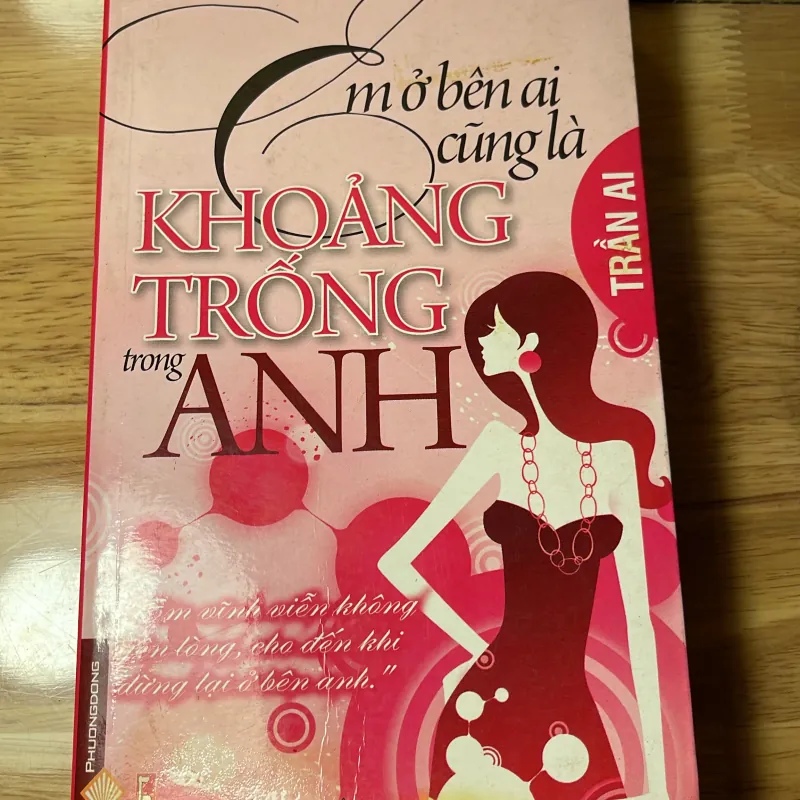 Em ở bên ai
cũng là
KHOẢNG
TRỐNG
trong ANH
TRẦN AI
vĩnh viễn không
lòng, cho đến khi
dừng lại ở bên anh."
PHUONGDONG